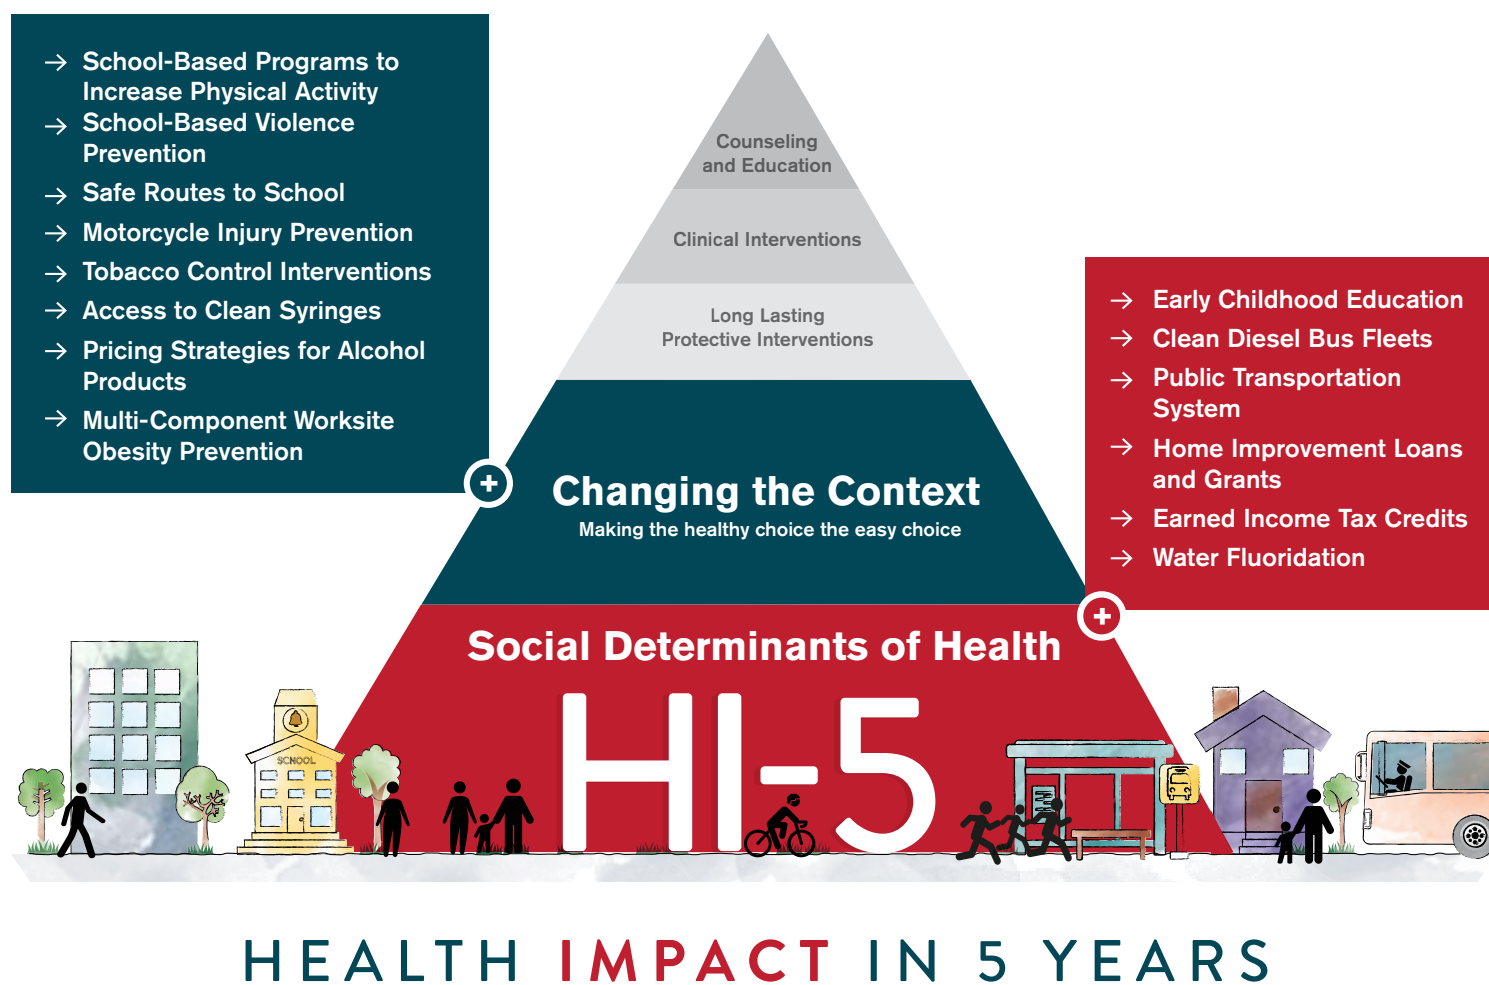 School-Based Programs to
Increase Physical Activity
School-Based Violence
Prevention
Safe Routes to School
Motorcycle Injury Prevention
Tobacco Control Interventions
Access to Clean Syringes
Pricing Strategies for Alcohol
Products
Multi-Component Worksite
Obesity Prevention
Counseling
and Education
Clinical Interventions
Long Lasting
Protective Interventions
Changing the Context
Making the healthy choice the easy choice
Early Childhood Education
Clean Diesel Bus Fleets
Public Transportation
System
Home Improvement Loans
and Grants
Earned Income Tax Credits
Water Fluoridation
Social Determinants of Health
HI-5
SCHOOL
HEALTH IMPACT IN 5 YEARS